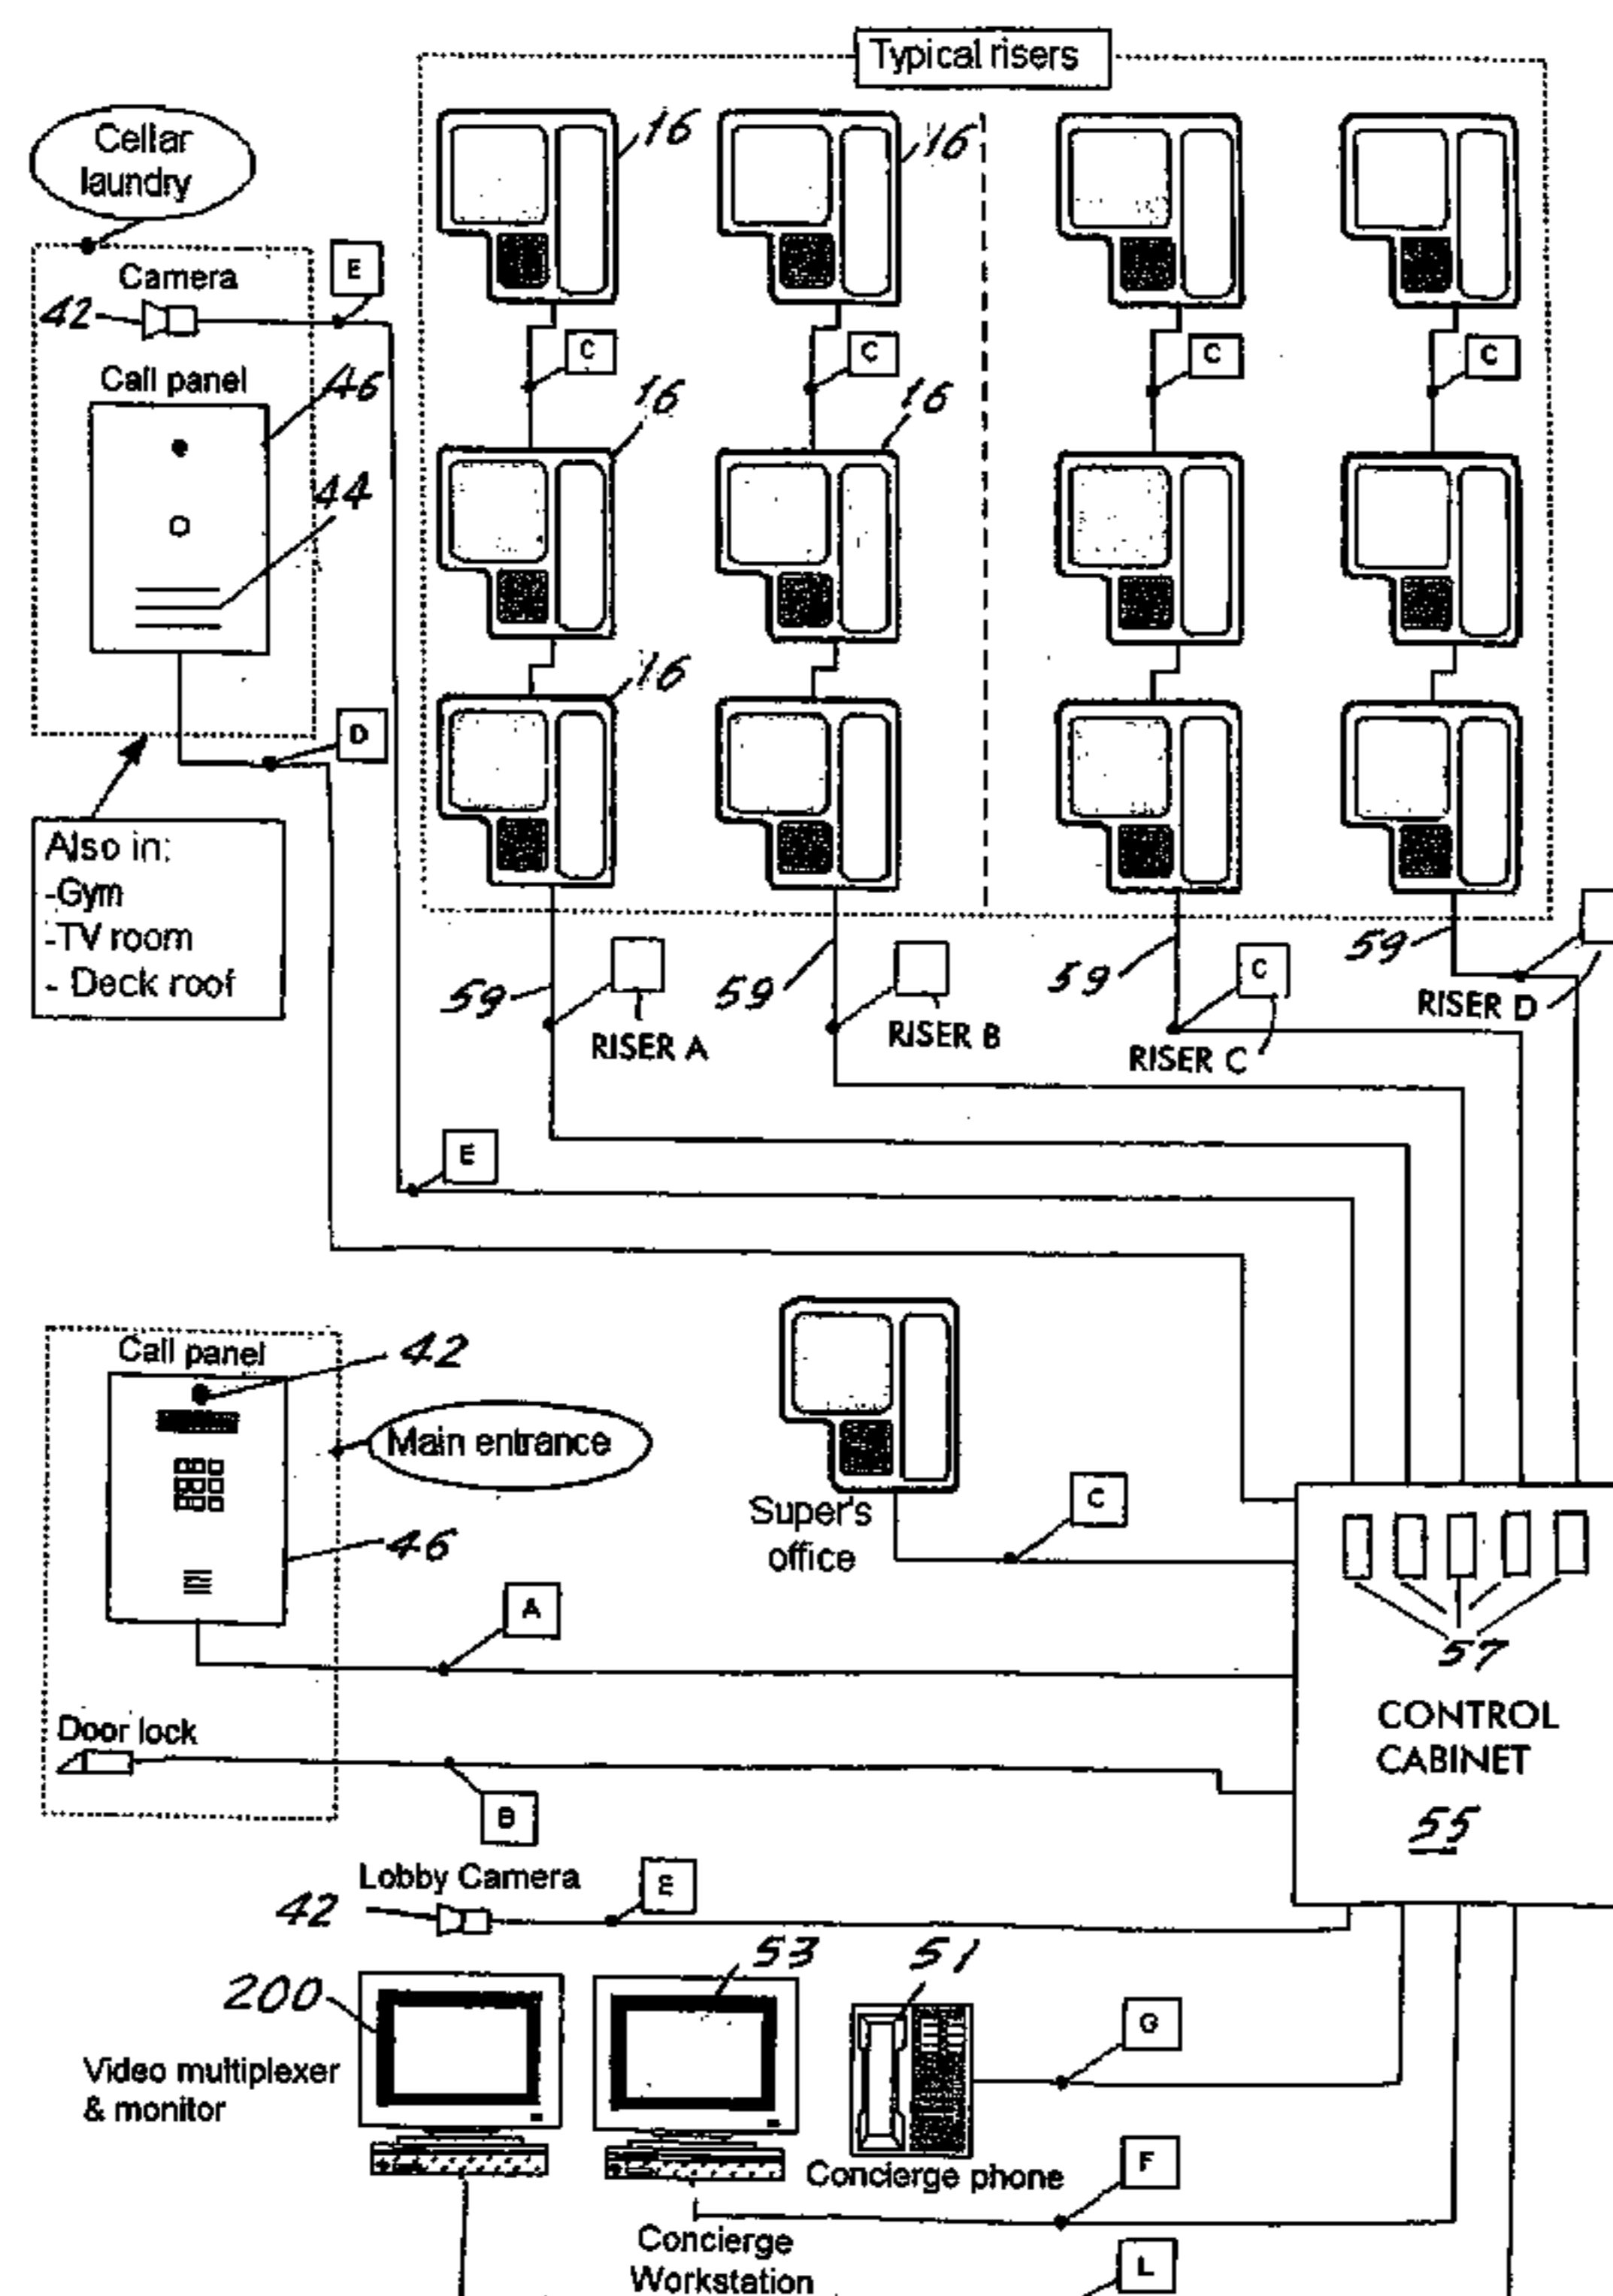 Typical risers
Cellar
laundry
16
16
Camera
E
42
C
C
C
C
Call panel
46
16
16
44
16
D
Also in:
-Gym
-TV room
- Deck roof
59
59
59
C
59
RISER A
RISER B
RISER C
RISER D
E
Call panel
42
Main entrance
46
Super's
office
C
A
57
Door lock
CONTROL
CABINET
B
55
Lobby Camera
42
E
53
51
200
G
Video multiplexer
& monitor
Concierge phone
F
Concierge
Workstation
L